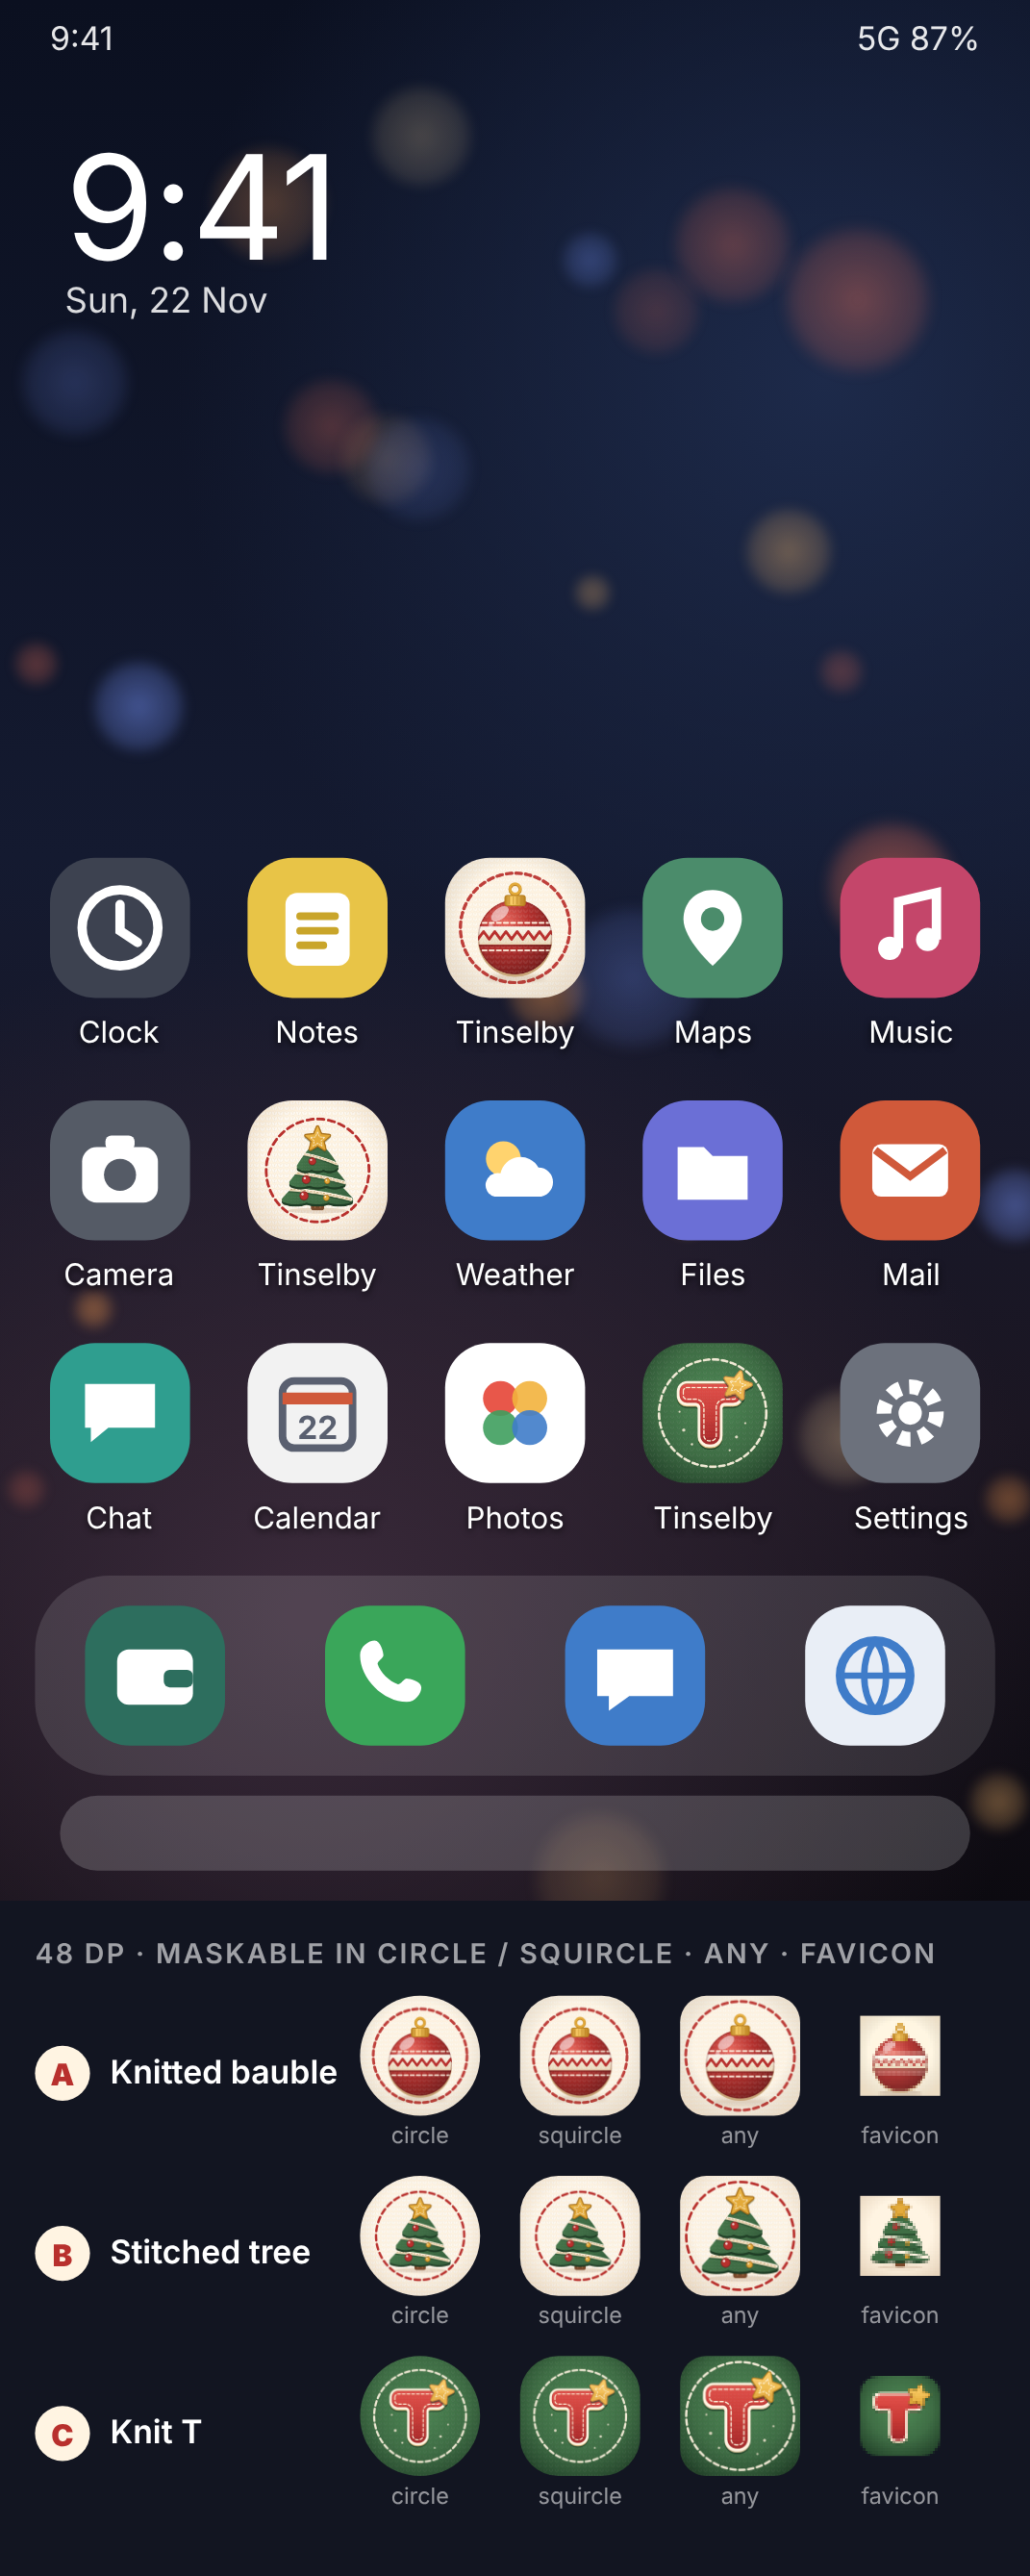 9:41 5G 87%
9:41
Sun, 22 Nov
Clock Notes Tinselby Maps Music
Camera Tinselby Weather Files Mail
22
T
Chat Calendar Photos Tinselby Settings
48 DP · MASKABLE IN CIRCLE / SQUIRCLE · ANY · FAVICON
A Knitted bauble
circle squircle any favicon
B Stitched tree
circle squircle any favicon
C Knit T T T T T
circle squircle any favicon